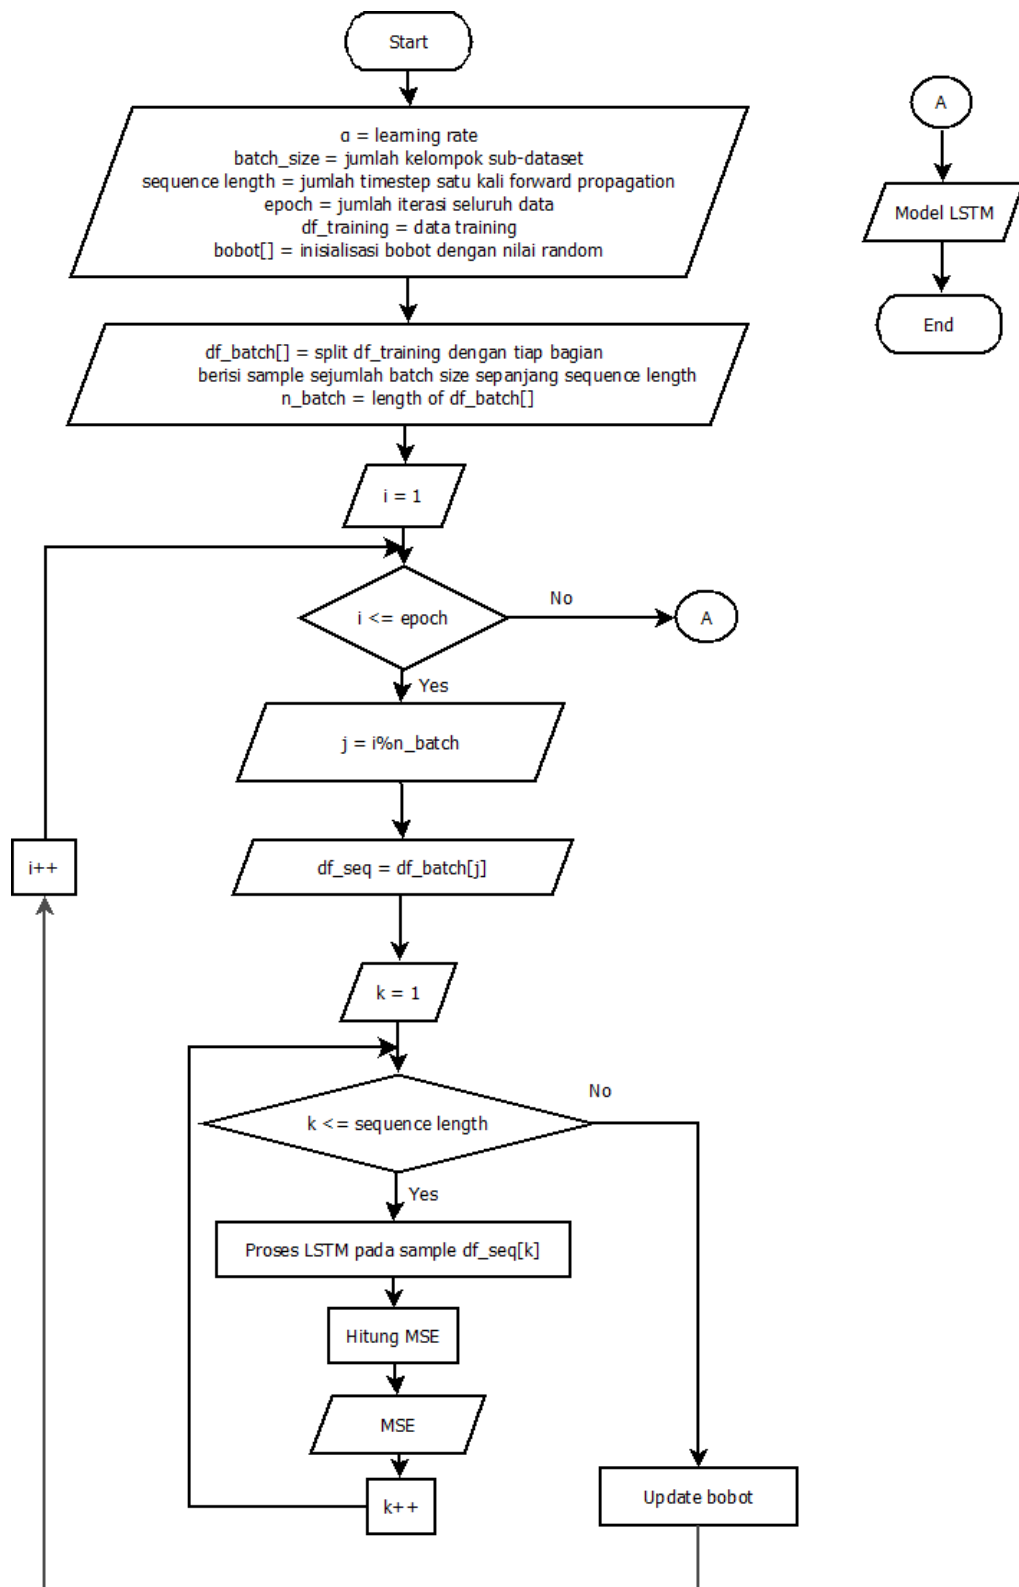 Start
α = learning rate
batch_size = jumlah kelompok sub-dataset
sequence length = jumlah timestep satu kali forward propagation
epoch = jumlah iterasi seluruh data
df_training = data training
bobot[] = inisialisasi bobot dengan nilai random
df_batch[] = split df_training dengan tiap bagian
berisi sample sejumlah batch size sepanjang sequence length
n_batch = length of df_batch[]
i = 1
i <= epoch
No
A
Yes
j = i%n_batch
i++
df_seq = df_batch[j]
k = 1
k <= sequence length
No
Yes
Proses LSTM pada sample df_seq[k]
Hitung MSE
MSE
k++
Update bobot
A
Model LSTM
End